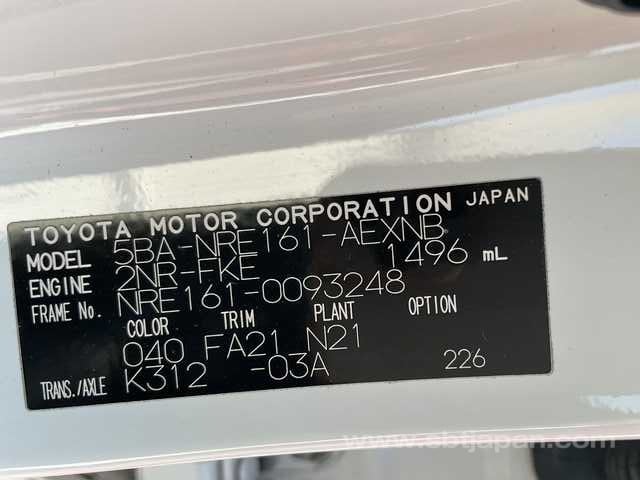 TOYOTA MOTOR CORPORATION JAPAN
MODEL 5BA-NRE161-AEXNB
ENGINE 2NR-FKE 1496 mL
FRAME No. NRE161-0093248
COLOR TRIM PLANT OPTION
040 FA21 N21
TRANS./AXLE K312 -03A 226
www.sbtjapan.com